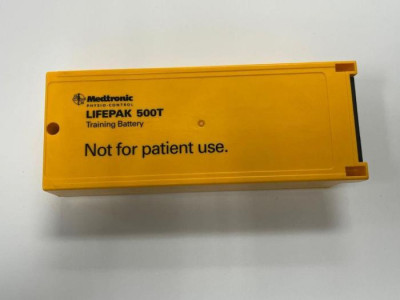 Medtronic
PHYSIO-CONTROL
LIFEPAK 500T
Training Battery
Not for patient use.